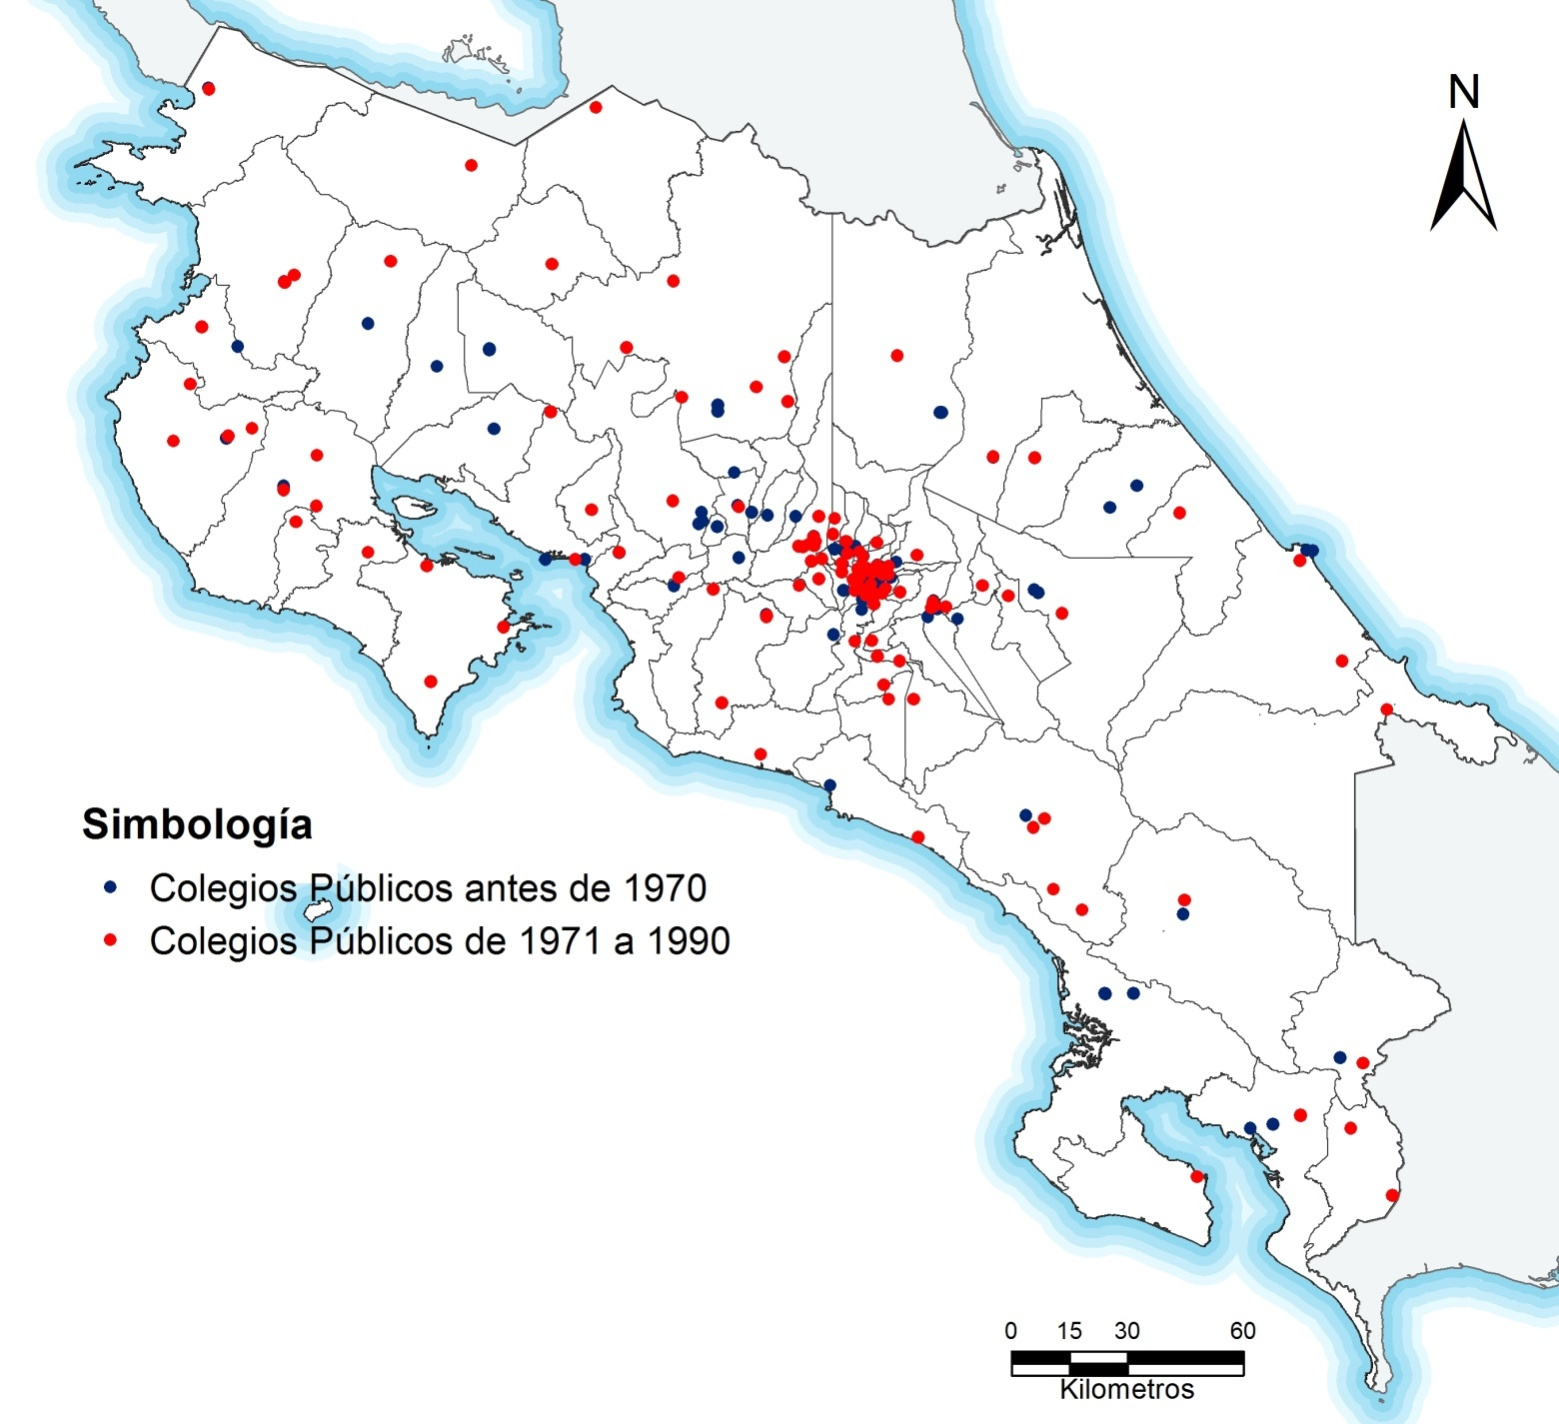 N
Simbología
Colegios Públicos antes de 1970
Colegios Públicos de 1971 a 1990
0 15 30 60
Kilometros